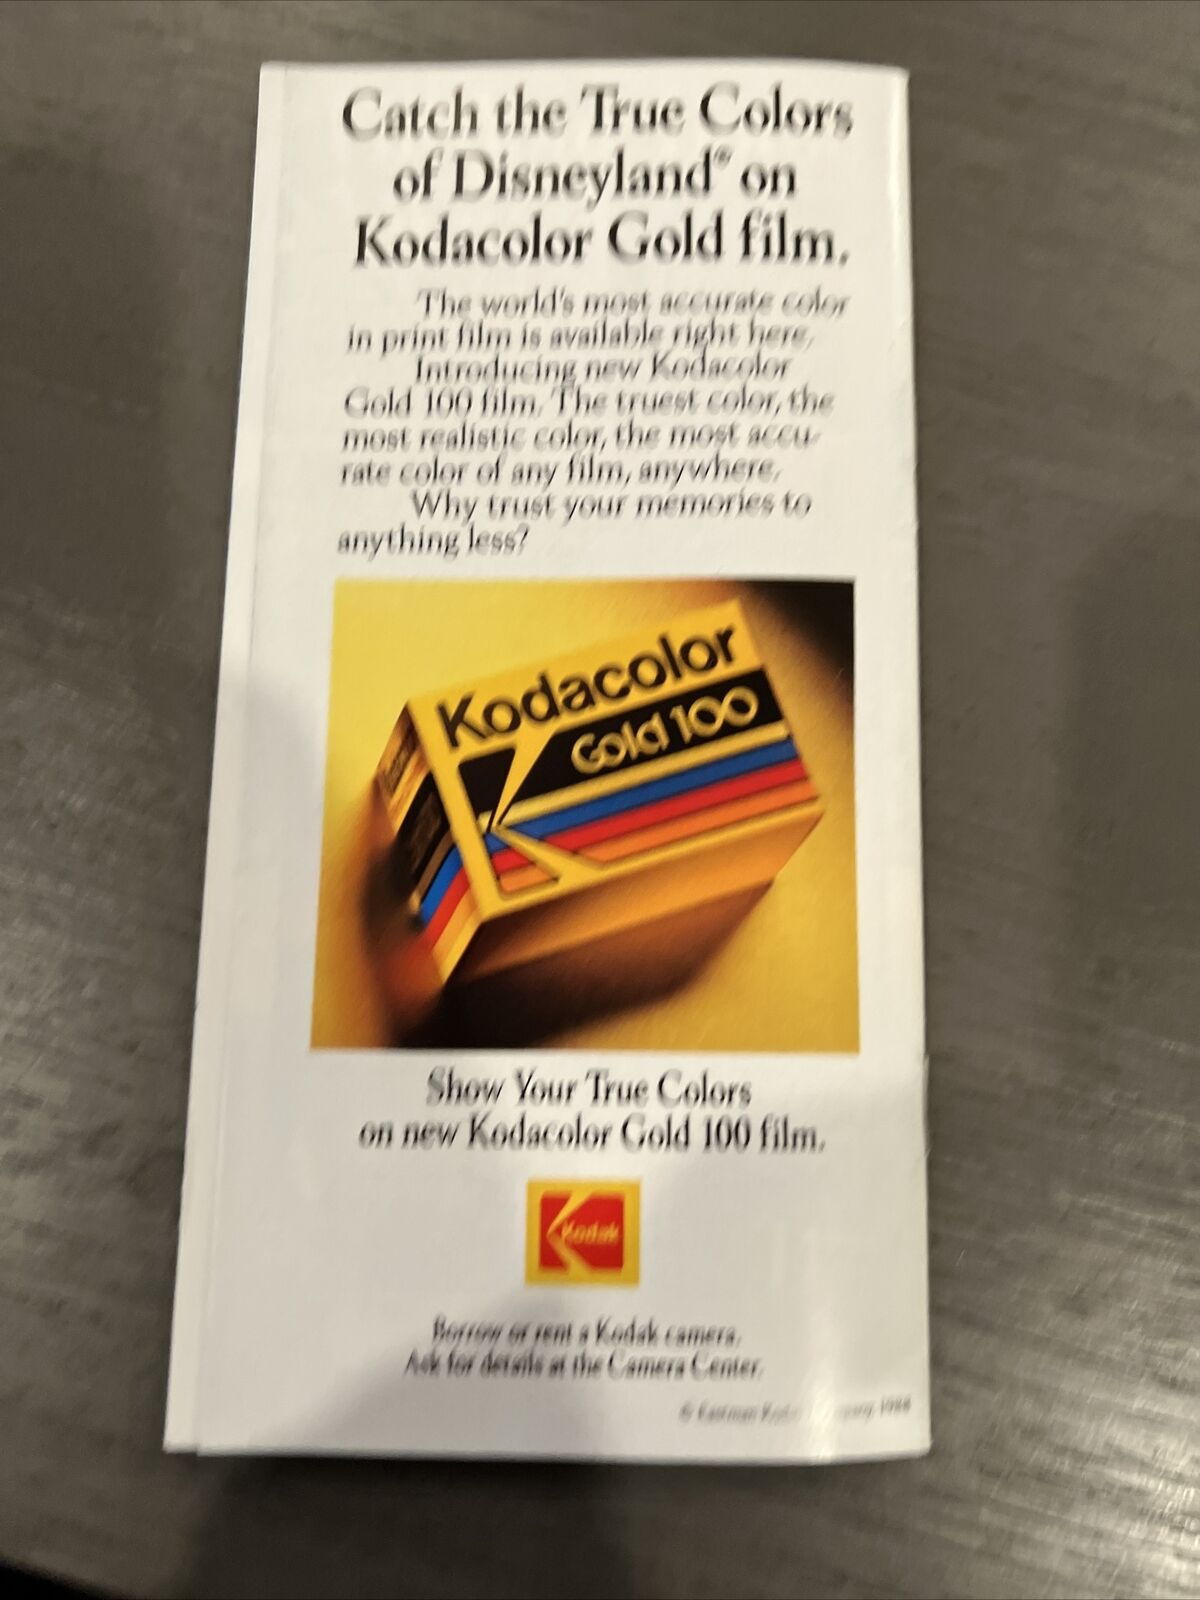 Catch the True Colors
of Disneyland® on
Kodacolor Gold film.
The world's most accurate color
in print film is available right here.
Introducing new Kodacolor
Gold 100 film. The truest color, the
most realistic color, the most accu-
rate color of any film, anywhere.
Why trust your memories to
anything less?
Kodacolor
Gold 100
Show Your True Colors
on new Kodacolor Gold 100 film.
Kodak
Borrow or rent a Kodak camera.
Ask for details at the Camera Center.
© Eastman Kodak Company, 1988